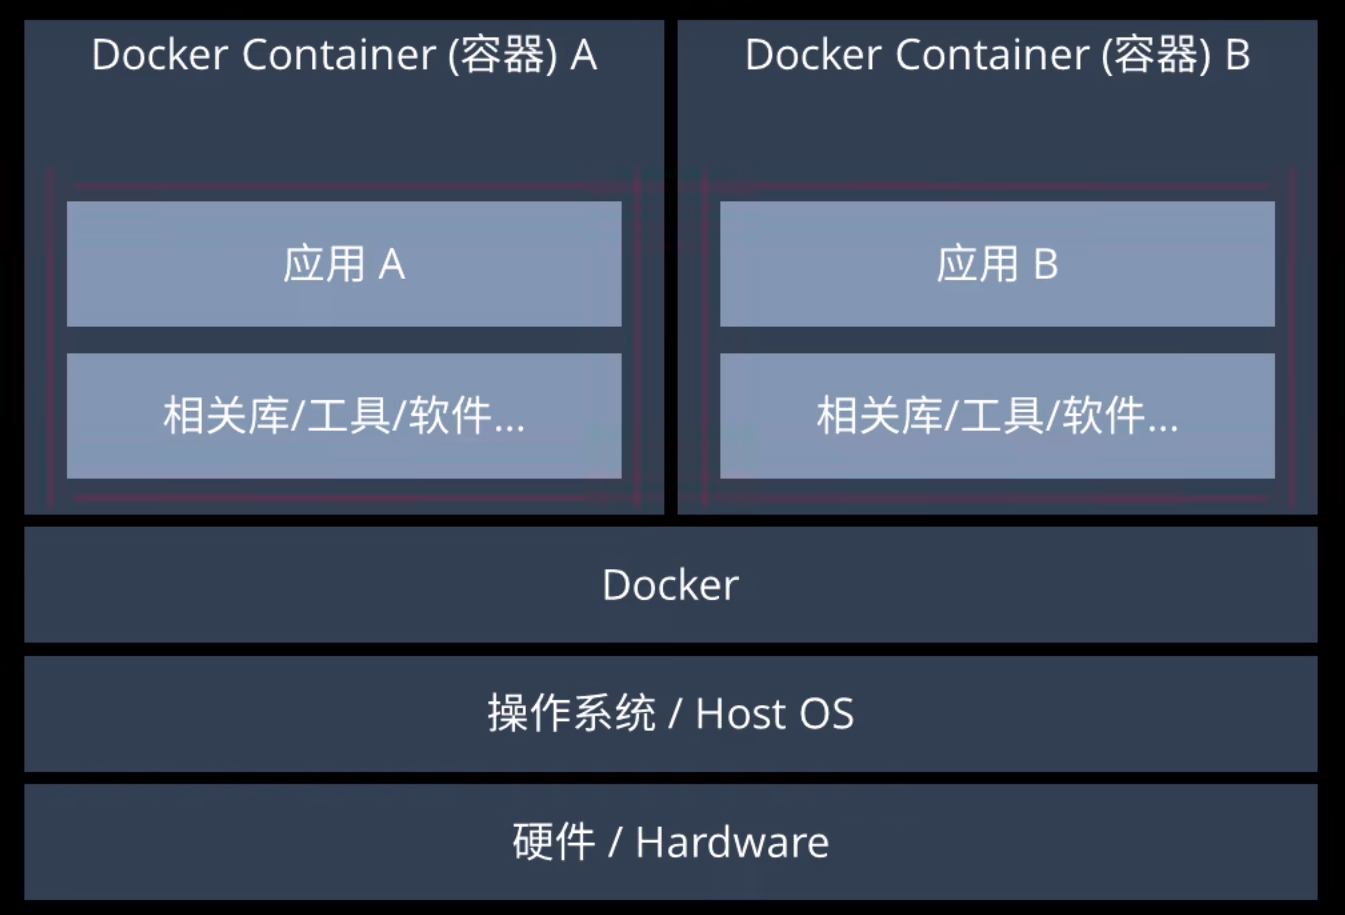 Docker Container (容器) A
Docker Container (容器) B
应用 A
应用 B
相关库/工具/软件...
相关库/工具/软件...
Docker
操作系统 / Host OS
硬件 / Hardware